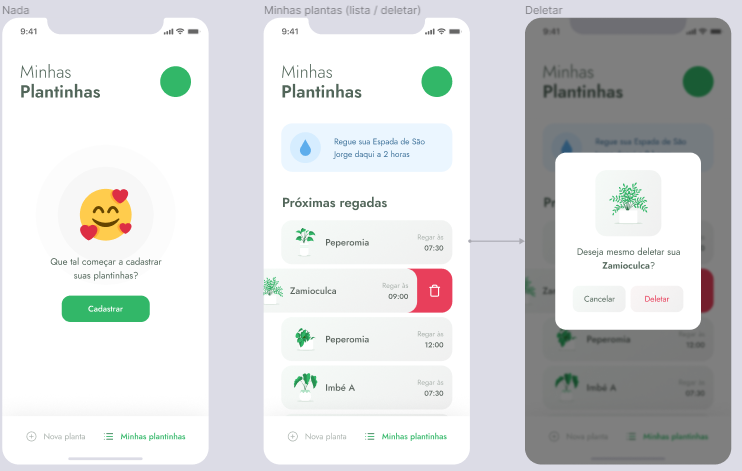 Nada
9:41
Minhas
Plantinhas
Que tal começar a cadastrar
suas plantinhas?
Cadastrar
Nova planta
Minhas plantinhas
Minhas plantas (lista / deletar)
9:41
Minhas
Plantinhas
Regue sua Espada de São
Jorge daqui a 2 horas
Próximas regadas
Peperomia
Regar às
07:30
Zamioculca
Regar às
09:00
Peperomia
Regar às
12:00
Imbé A
Regar às
07:30
Nova planta
Minhas plantinhas
Deletar
9:41
Minhas
Plantinhas
Regue sua Espada de São
Deseja mesmo deletar sua
Zamioculca?
Cancelar
Deletar
Peperomia
Regar às
12:00
Imbé A
Regar às
07:30
Nova planta
Minhas plantinhas